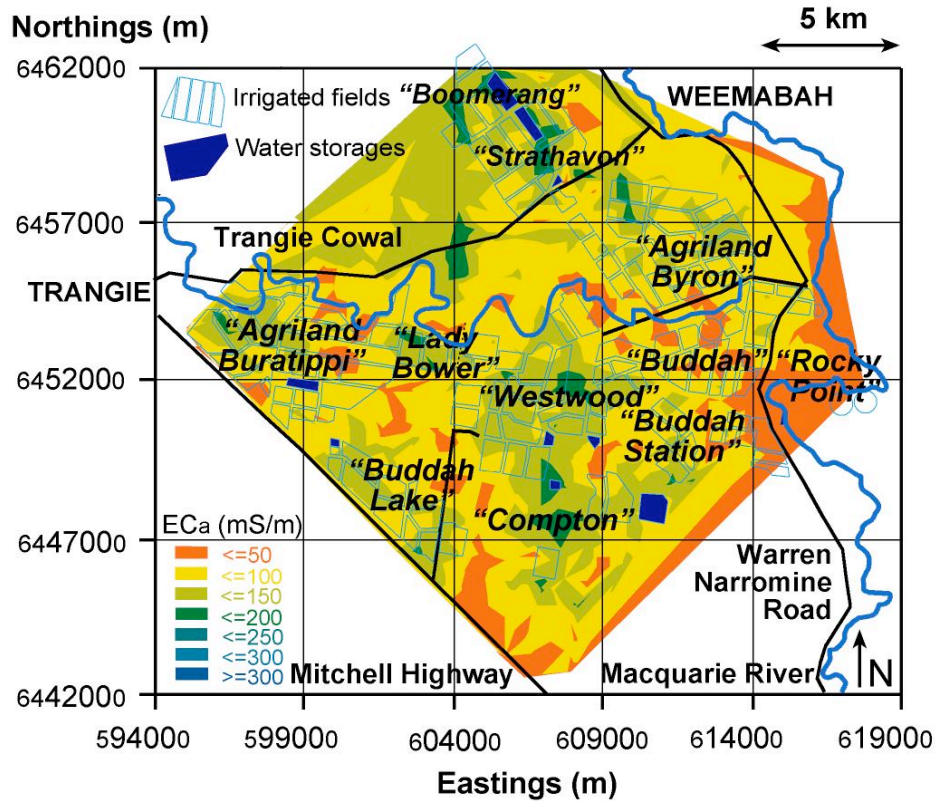 Northings (m)
5 km
6462000
Irrigated fields
"Boomerang"
WEEMABAH
Water storages
"Strathavon"
6457000
Trangie Cowal
"Agriland
Byron"
TRANGIE
"Agriland
Buratippi"
"Lady
Bower"
"Buddah"
"Rocky
Point"
6452000
"Westwood"
"Buddah
Station"
"Buddah
Lake"
"Compton"
ECa (mS/m)
<=50
<=100
<=150
<=200
<=250
<=300
>=300
6447000
Warren
Narromine
Road
Mitchell Highway
Macquarie River
N
6442000
594000 599000 604000 609000 614000 619000
Eastings (m)